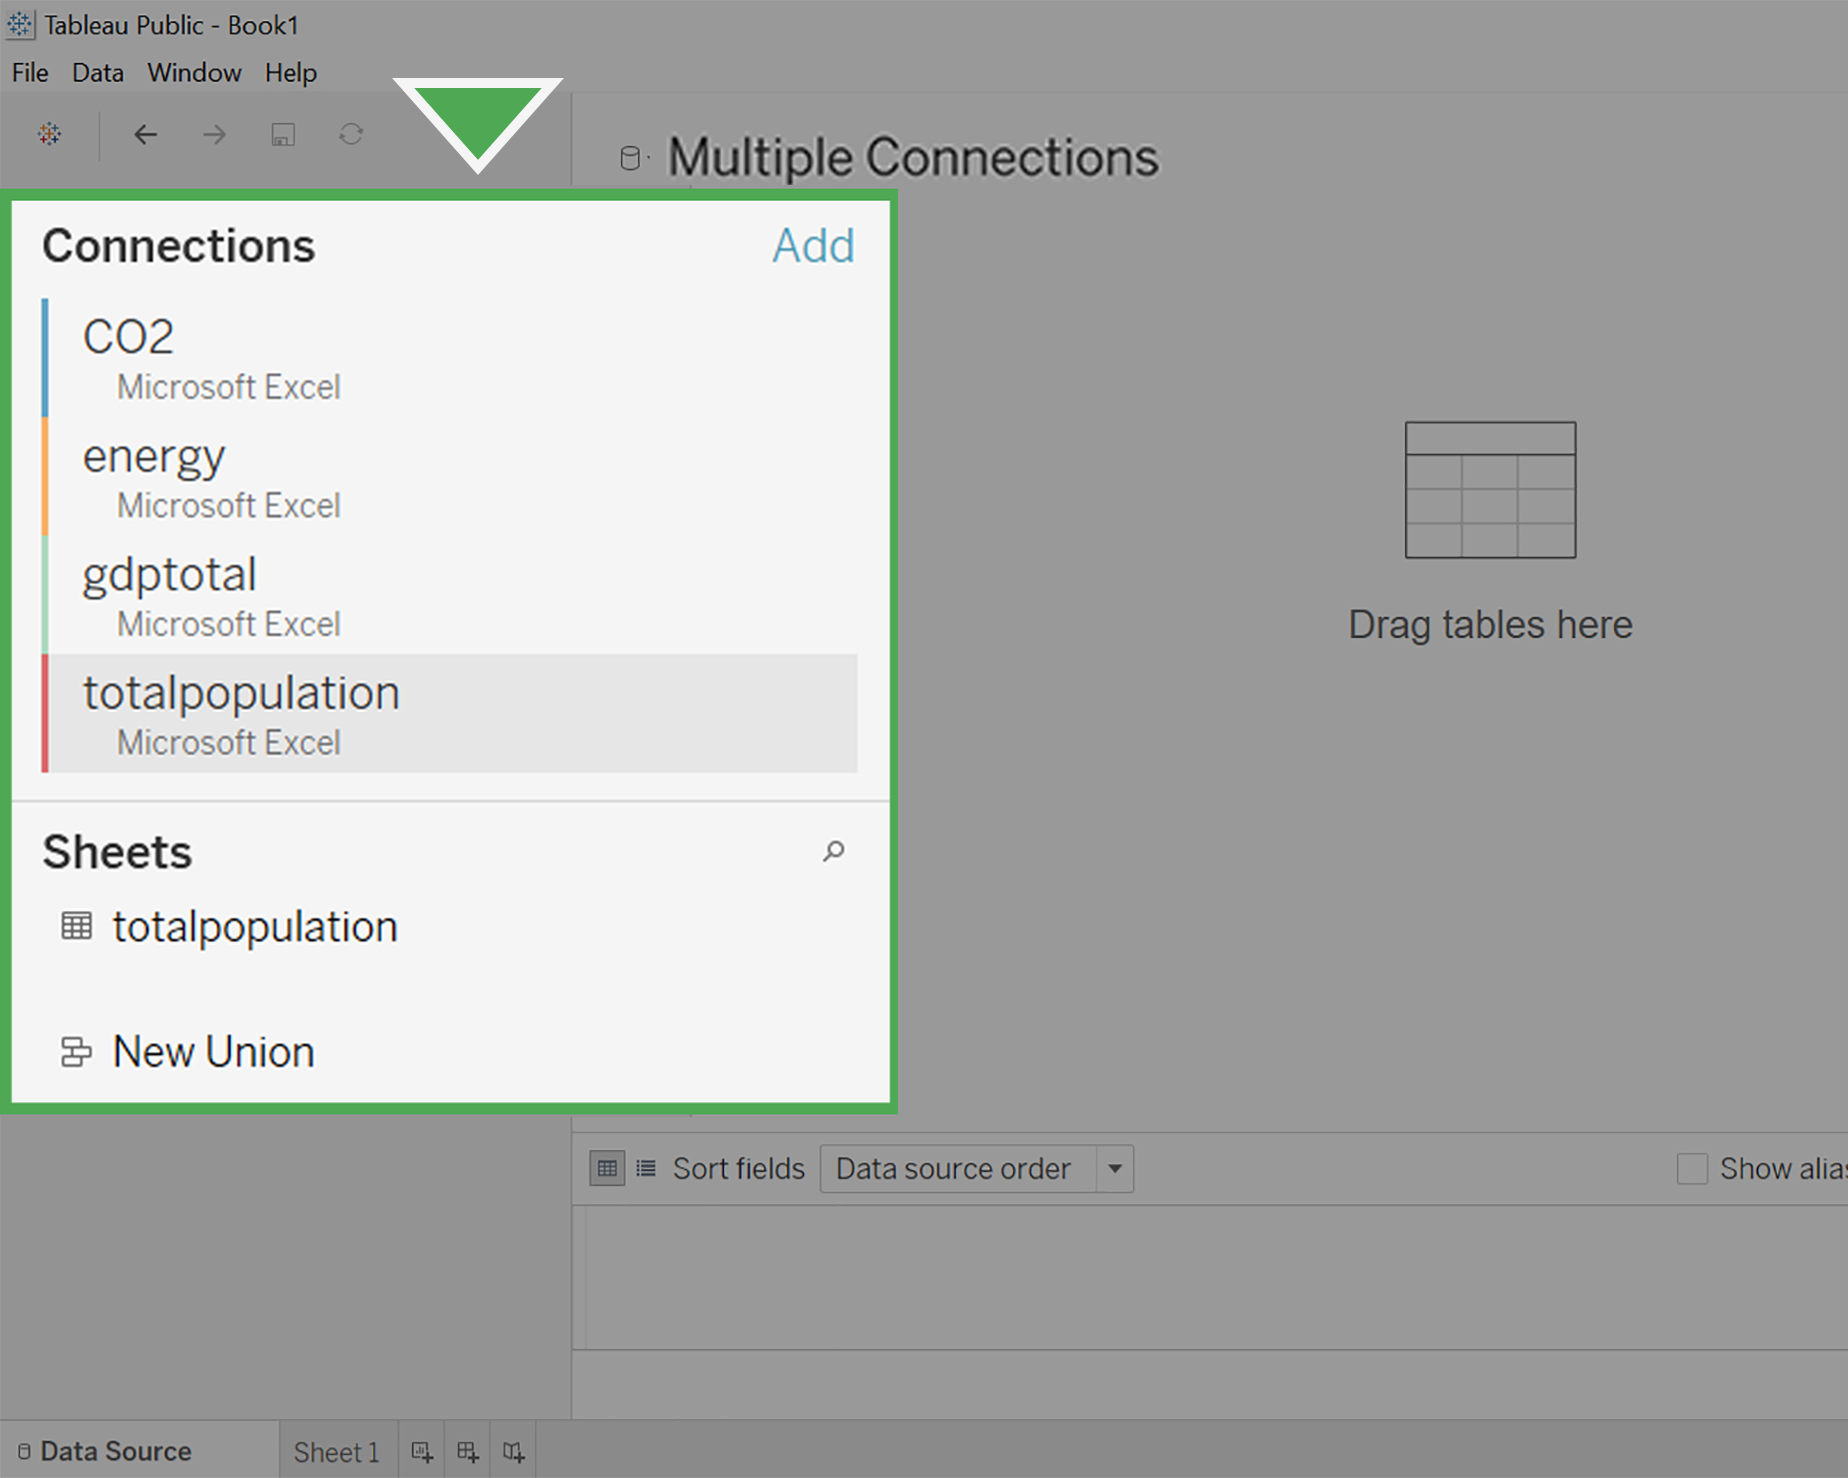 Tableau Public - Book1
File Data Window Help
Multiple Connections
Connections Add
CO2
Microsoft Excel
energy
Microsoft Excel
gdptotal
Microsoft Excel
totalpopulation
Microsoft Excel
Drag tables here
Sheets
totalpopulation
New Union
Sort fields Data source order Show alias
Data Source Sheet 1